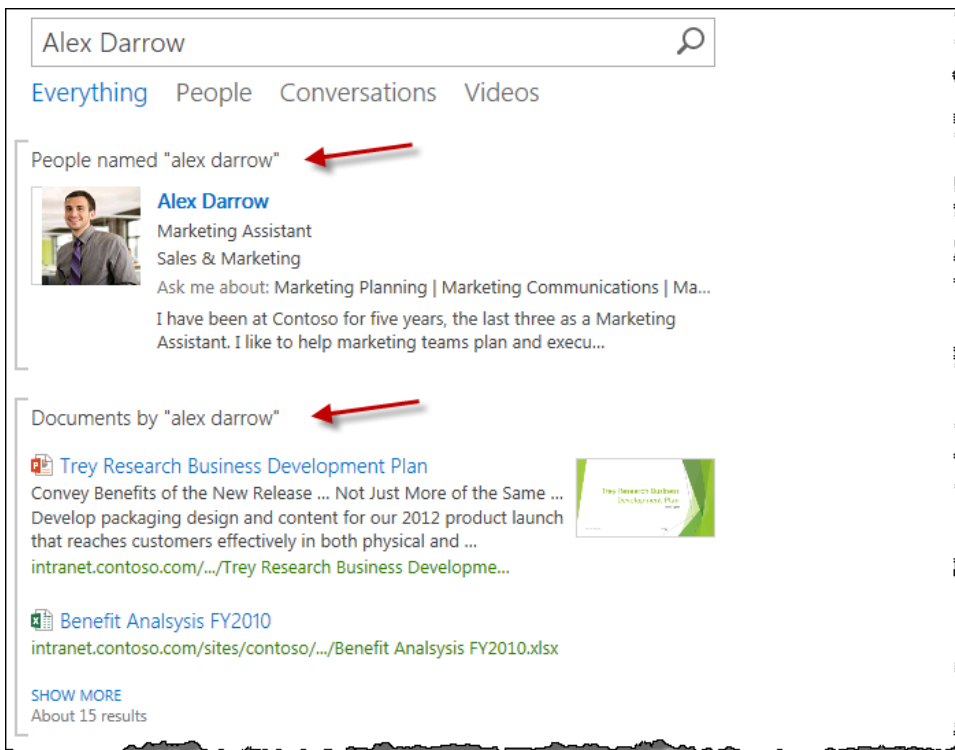 Alex Darrow
Everything People Conversations Videos
People named "alex darrow"
Alex Darrow
Marketing Assistant
Sales & Marketing
Ask me about: Marketing Planning | Marketing Communications | Ma...
I have been at Contoso for five years, the last three as a Marketing
Assistant. I like to help marketing teams plan and execu...
Documents by "alex darrow"
Trey Research Business Development Plan
Convey Benefits of the New Release ... Not Just More of the Same ...
Develop packaging design and content for our 2012 product launch
that reaches customers effectively in both physical and ...
intranet.contoso.com/.../Trey Research Business Developme...
Trey Research Business
Development Plan
Benefit Analsysis FY2010
intranet.contoso.com/sites/contoso/.../Benefit Analsysis FY2010.xlsx
SHOW MORE
About 15 results